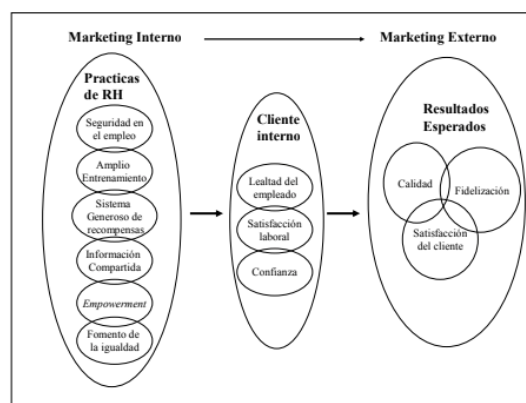 Marketing Interno
Marketing Externo
Practicas
de RH
Seguridad en
el empleo
Amplio
Entrenamiento
Sistema
Generoso de
recompensas
Información
Compartida
Empowerment
Fomento de
la igualdad
Cliente
interno
Lealtad del
empleado
Satisfacción
laboral
Confianza
Resultados
Esperados
Calidad
Fidelización
Satisfacción
del cliente